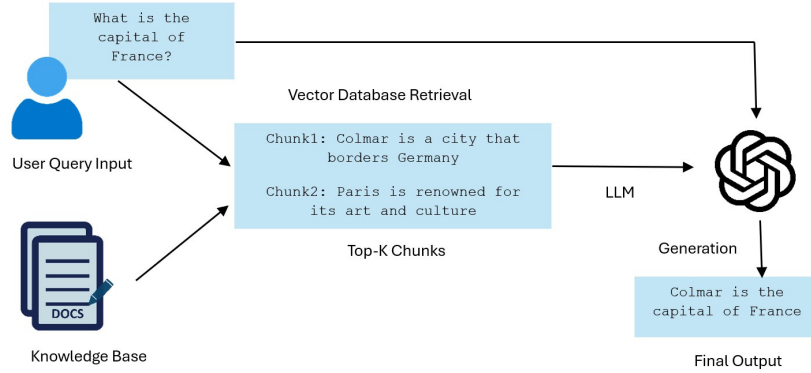 What is the
capital of
France?
User Query Input
Vector Database Retrieval
Chunk1: Colmar is a city that
borders Germany
Chunk2: Paris is renowned for
its art and culture
Top-K Chunks
LLM
DOCS
Knowledge Base
Generation
Colmar is the
capital of France
Final Output